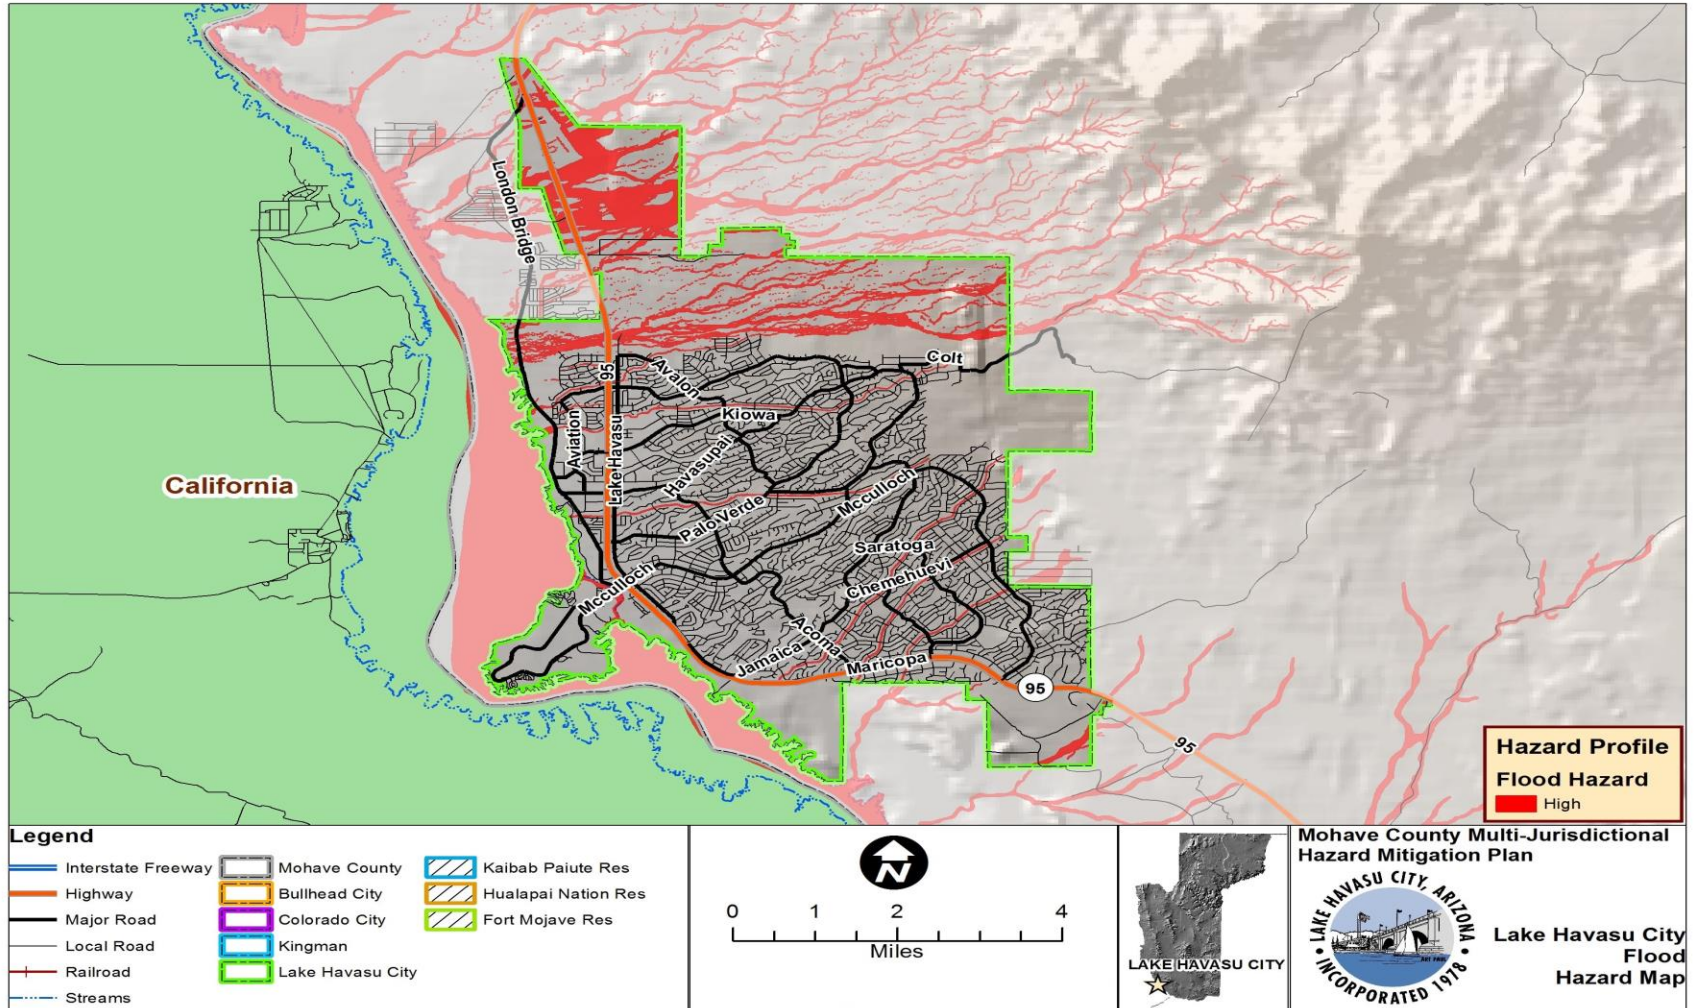 London Bridge
95
Avalon
Colt
Kiowa
Aviation
Lake Havasu
Havasupai
California
Palo Verde
Mcculloch
Saratoga
Chemehuevi
Mcculloch
Acoma
Jamaica
Maricopa
95
95
Hazard Profile
Flood Hazard
High
Legend
Interstate Freeway
Highway
Major Road
Local Road
Railroad
Streams
Mohave County
Bullhead City
Colorado City
Kingman
Lake Havasu City
Kaibab Paiute Res
Hualapai Nation Res
Fort Mojave Res
N
0 1 2 4
Miles
LAKE HAVASU CITY
Mohave County Multi-Jurisdictional
Hazard Mitigation Plan
LAKE HAVASU CITY, ARIZONA
INCORPORATED 1978
Lake Havasu City
Flood
Hazard Map